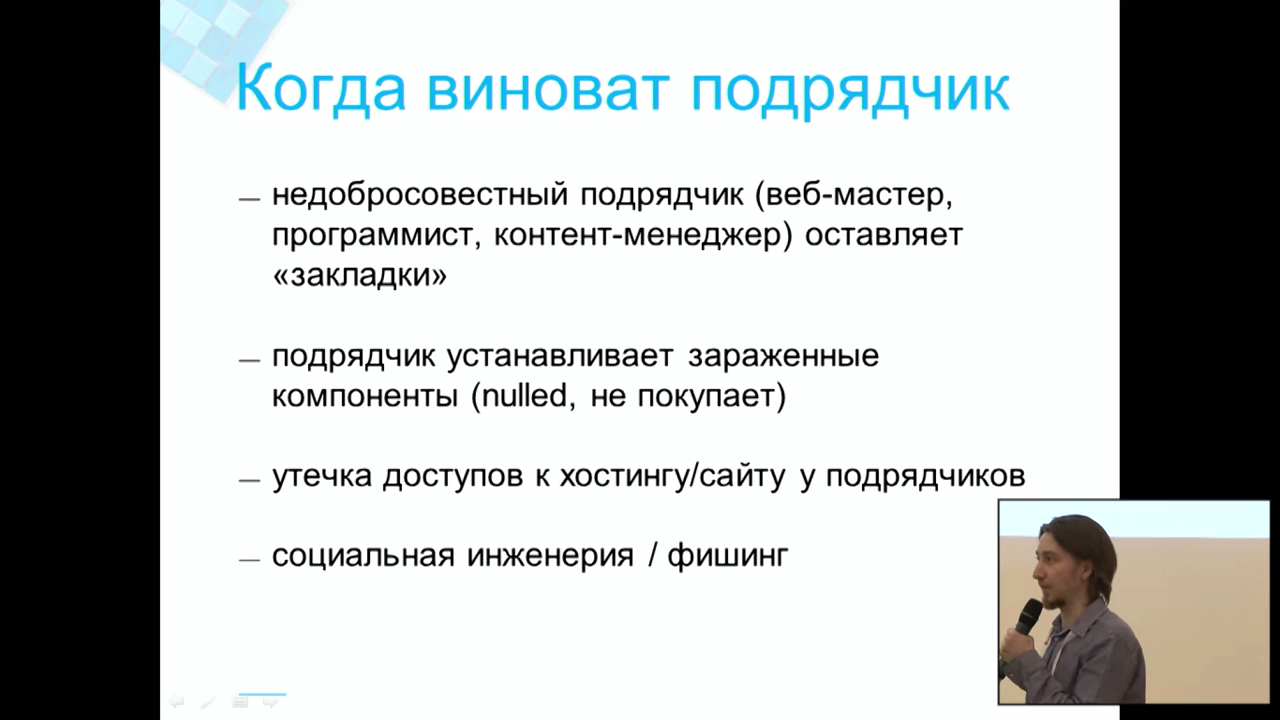 Когда виноват подрядчик
— недобросовестный подрядчик (веб-мастер,
программист, контент-менеджер) оставляет
«закладки»
— подрядчик устанавливает зараженные
компоненты (nulled, не покупает)
— утечка доступов к хостингу/сайту у подрядчиков
— социальная инженерия / фишинг